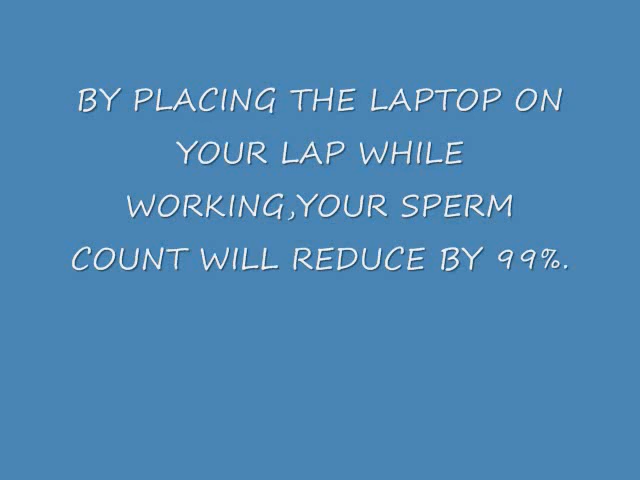 BY PLACING THE LAPTOP ON
YOUR LAP WHILE
WORKING,YOUR SPERM
COUNT WILL REDUCE BY 99%.